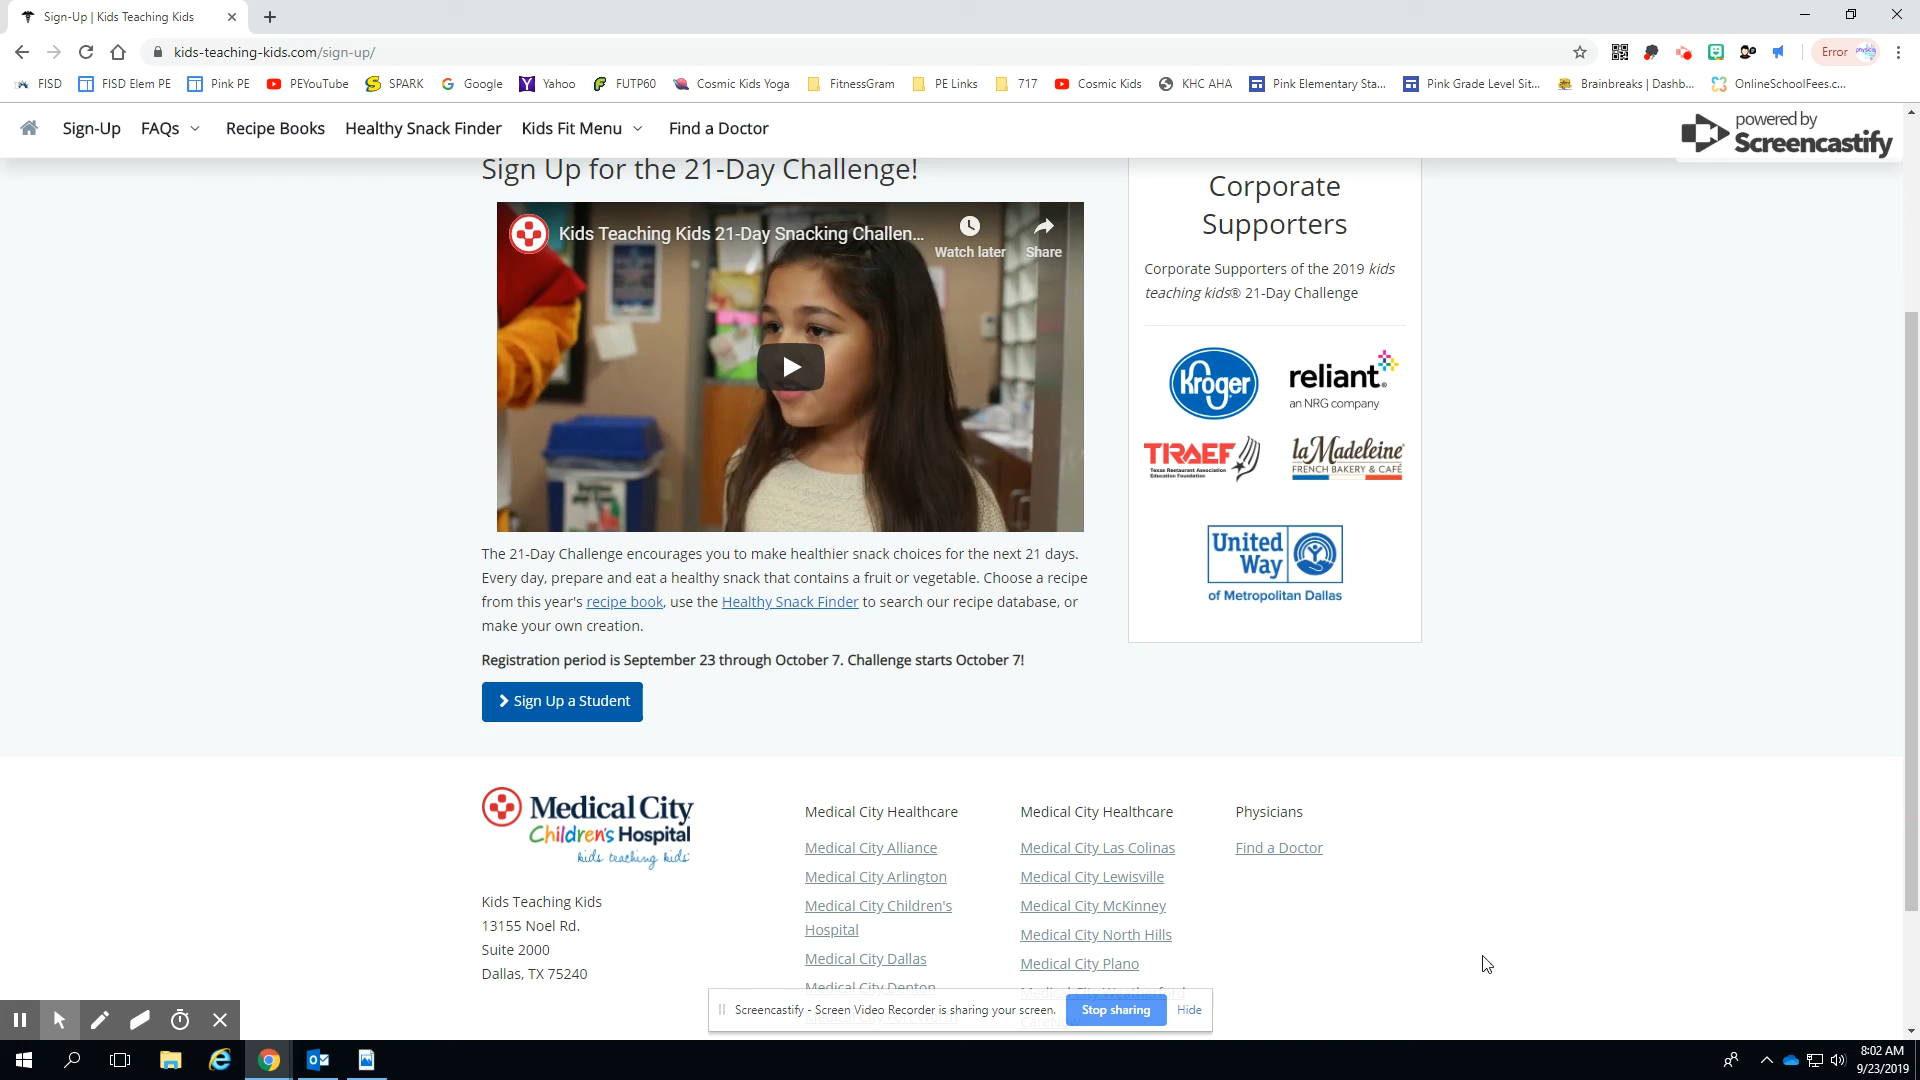 Sign-Up | Kids Teaching Kids
kids-teaching-kids.com/sign-up/
Error
FISD
FISD Elem PE
Pink PE
PEYouTube
SPARK
Google
Yahoo
FUTP60
Cosmic Kids Yoga
FitnessGram
PE Links
717
Cosmic Kids
KHC AHA
Pink Elementary Sta...
Pink Grade Level Sit...
Brainbreaks | Dashb...
OnlineSchoolFees.c...
Sign-Up
FAQs
Recipe Books
Healthy Snack Finder
Kids Fit Menu
Find a Doctor
powered by
Screencastify
Sign Up for the 21-Day Challenge!
Kids Teaching Kids 21-Day Snacking Challen...
Watch later
Share
The 21-Day Challenge encourages you to make healthier snack choices for the next 21 days.
Every day, prepare and eat a healthy snack that contains a fruit or vegetable. Choose a recipe
from this year's recipe book, use the Healthy Snack Finder to search our recipe database, or
make your own creation.
Registration period is September 23 through October 7. Challenge starts October 7!
Sign Up a Student
Corporate
Supporters
Corporate Supporters of the 2019 kids
teaching kids® 21-Day Challenge
Kroger
reliant
an NRG company
TRAEF
Texas Restaurant Association
Education Foundation
la Madeleine
FRENCH BAKERY & CAFÉ
United
Way
of Metropolitan Dallas
Medical City
Children's Hospital
kids teaching kids
Kids Teaching Kids
13155 Noel Rd.
Suite 2000
Dallas, TX 75240
Medical City Healthcare
Medical City Alliance
Medical City Arlington
Medical City Children's
Hospital
Medical City Dallas
Medical City Denton
Medical City Healthcare
Medical City Las Colinas
Medical City Lewisville
Medical City McKinney
Medical City North Hills
Medical City Plano
Medical City Weatherford
Physicians
Find a Doctor
Screencastify - Screen Video Recorder is sharing your screen.
Stop sharing
Hide
8:02 AM
9/23/2019